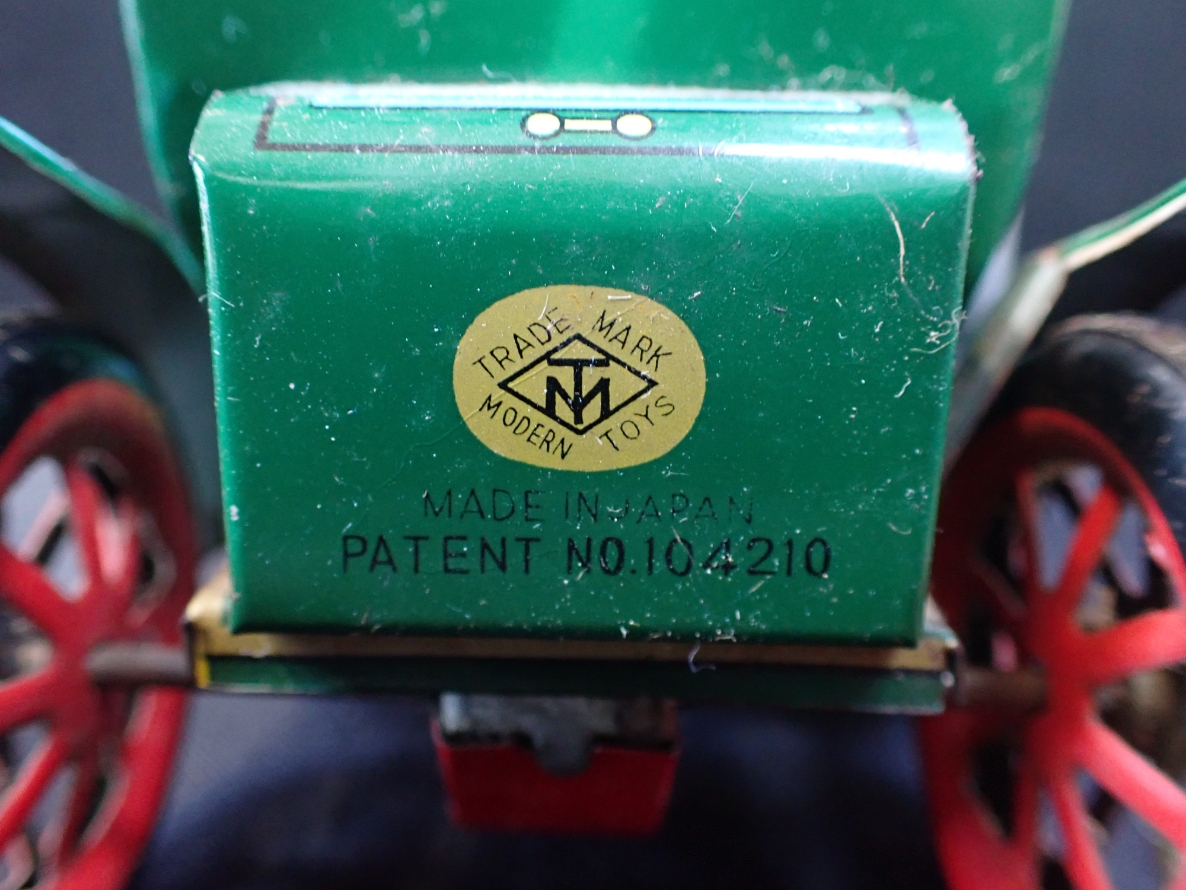 TRADE MARK
TM
MODERN TOYS
MADE IN JAPAN
PATENT NO.104210